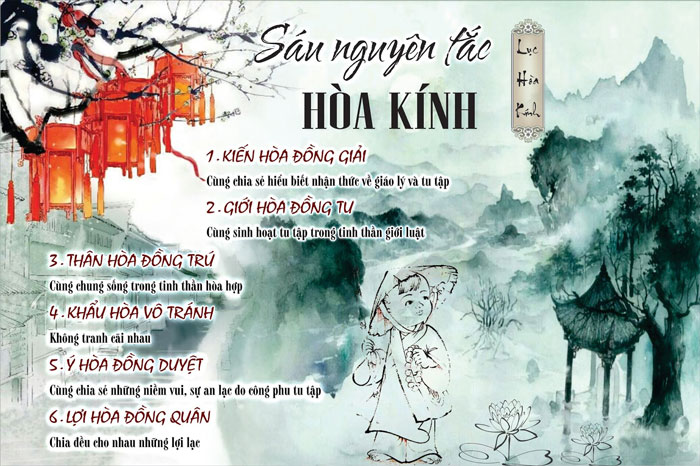 Sáu nguyên tắc
HÒA KÍNH
Lục
Hòa
Kính
1. KIẾN HÒA ĐỒNG GIẢI
Cùng chia sẻ hiểu biết nhận thức về giáo lý và tu tập
2. GIỚI HÒA ĐỒNG TU
Cùng sinh hoạt tu tập trong tinh thần giới luật
3. THÂN HÒA ĐỒNG TRÚ
Cùng chung sống trong tinh thần hòa hợp
4. KHẨU HÒA VÔ TRÁNH
Không tranh cãi nhau
5. Ý HÒA ĐỒNG DUYỆT
Cùng chia sẻ những niềm vui, sự an lạc do công phu tu tập
6. LỢI HÒA ĐỒNG QUÂN
Chia đều cho nhau những lợi lạc